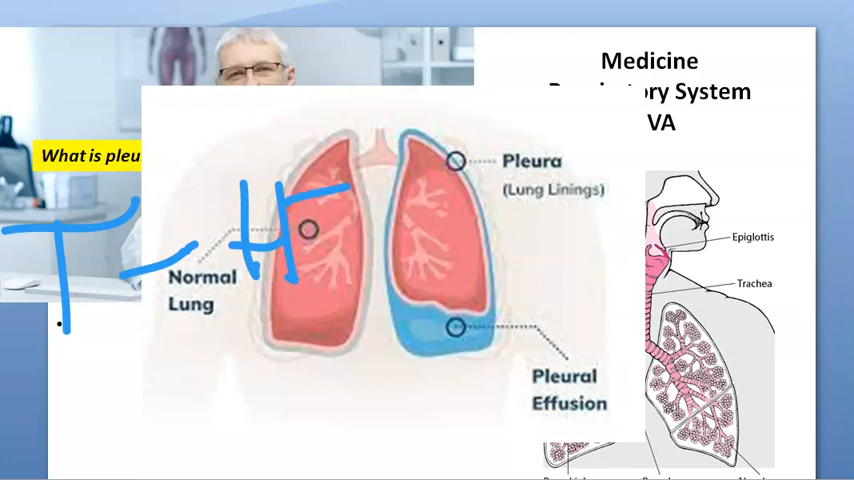 Medicine
ory System
VA
What is pleu
Pleura
(Lung Linings)
Epiglottis
Normal
Lung
Trachea
Pleural
Effusion